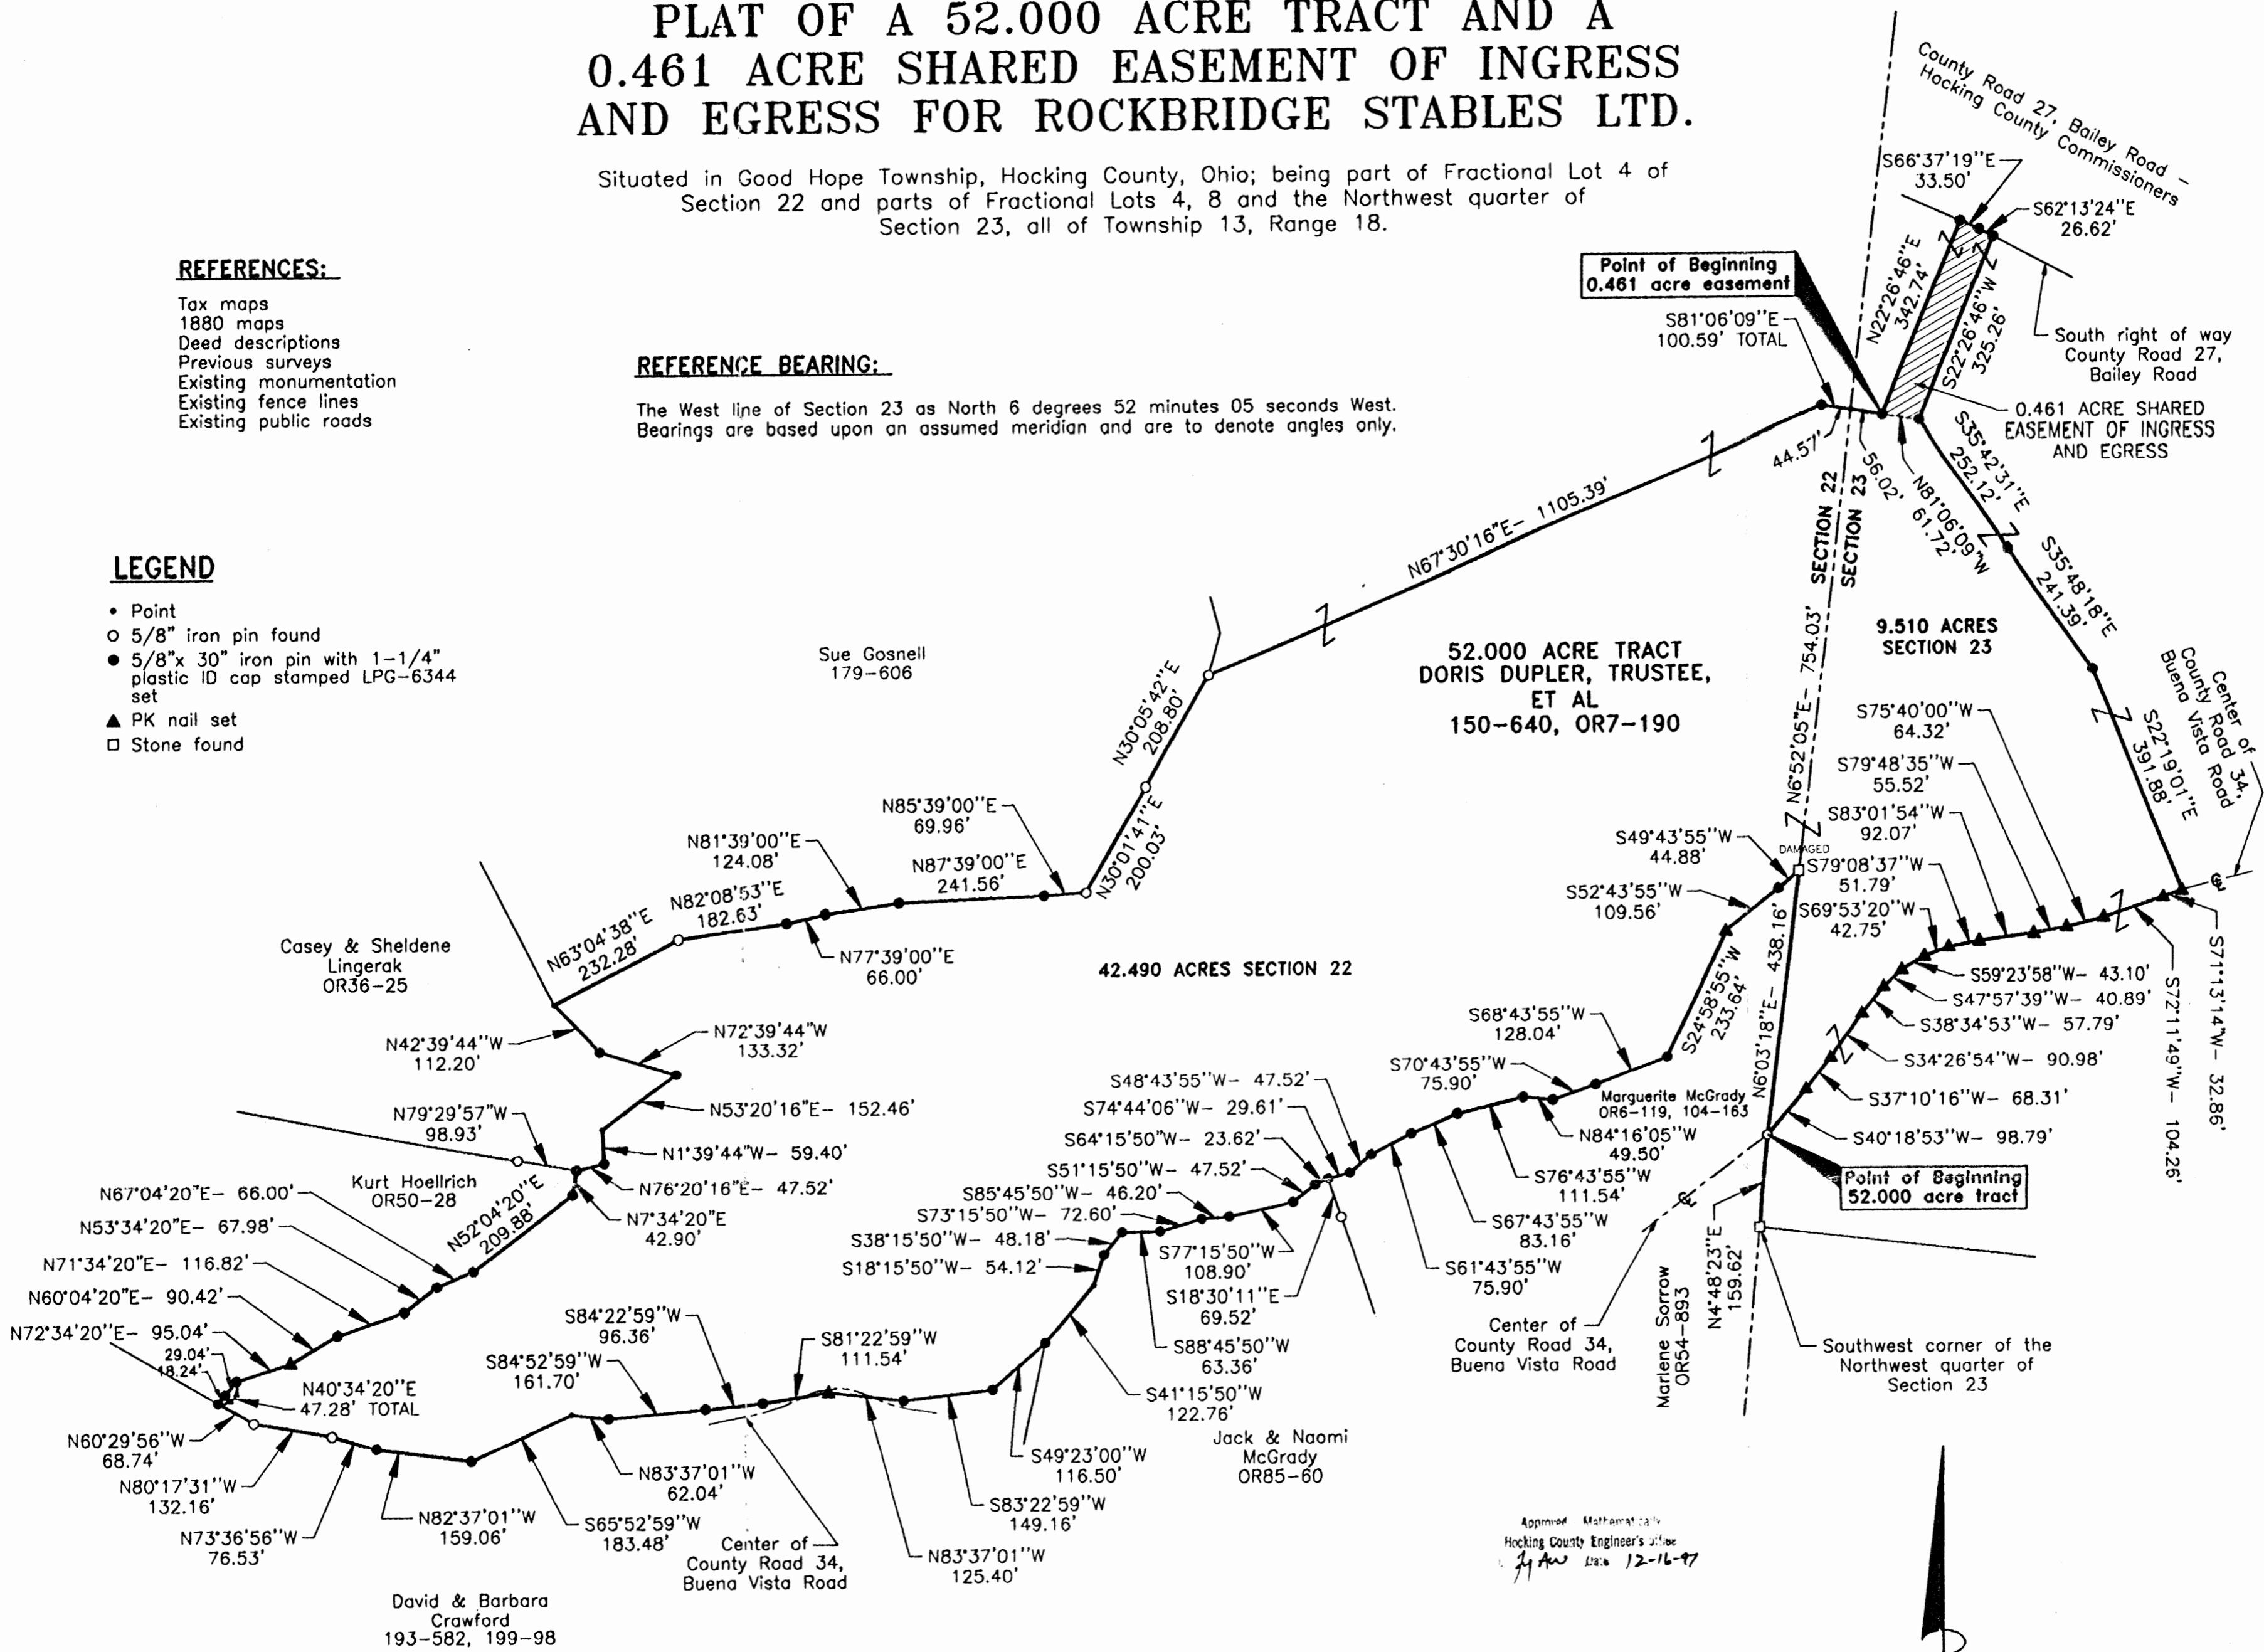 PLAT OF A 52.000 ACRE TRACT AND A
0.461 ACRE SHARED EASEMENT OF INGRESS
AND EGRESS FOR ROCKBRIDGE STABLES LTD.
Situated in Good Hope Township, Hocking County, Ohio; being part of Fractional Lot 4 of
Section 22 and parts of Fractional Lots 4, 8 and the Northwest quarter of
Section 23, all of Township 13, Range 18.
REFERENCES:
Tax maps
1880 maps
Deed descriptions
Previous surveys
Existing monumentation
Existing fence lines
Existing public roads
REFERENCE BEARING:
The West line of Section 23 as North 6 degrees 52 minutes 05 seconds West.
Bearings are based upon an assumed meridian and are to denote angles only.
LEGEND
Point
5/8" iron pin found
5/8"x 30" iron pin with 1-1/4"
plastic ID cap stamped LPG-6344
set
PK nail set
Stone found
County Road 27, Bailey Road -
Hocking County Commissioners
S66°37'19"E
33.50'
S62°13'24"E
26.62'
Point of Beginning
0.461 acre easement
S81°06'09"E
100.59' TOTAL
N22°26'46"E
342.74'
S22°26'46"W
325.26'
South right of way
County Road 27,
Bailey Road
0.461 ACRE SHARED
EASEMENT OF INGRESS
AND EGRESS
44.57'
56.02'
N81°06'09"W
61.72'
S35°42'31"E
252.12'
S35°48'18"E
241.39'
S22°19'01"E
391.88'
Center of
County Road 34,
Buena Vista Road
SECTION 22
SECTION 23
N6°52'05"E- 754.03'
9.510 ACRES
SECTION 23
N67°30'16"E- 1105.39'
52.000 ACRE TRACT
DORIS DUPLER, TRUSTEE,
ET AL
150-640, OR7-190
Sue Gosnell
179-606
N30°05'42"E
208.80'
N30°01'41"E
200.03'
N85°39'00"E
69.96'
N81°39'00"E
124.08'
N87°39'00"E
241.56'
N82°08'53"E
182.63'
N77°39'00"E
66.00'
N63°04'38"E
232.28'
42.490 ACRES SECTION 22
Casey & Sheldene
Lingerak
OR36-25
N42°39'44"W
112.20'
N72°39'44"W
133.32'
N53°20'16"E- 152.46'
N1°39'44"W- 59.40'
N79°29'57"W
98.93'
N76°20'16"E- 47.52'
N7°34'20"E
42.90'
Kurt Hoellrich
OR50-28
N52°04'20"E
209.88'
N67°04'20"E- 66.00'
N53°34'20"E- 67.98'
N71°34'20"E- 116.82'
N60°04'20"E- 90.42'
N72°34'20"E- 95.04'
29.04'
18.24'
N40°34'20"E
47.28' TOTAL
N60°29'56"W
68.74'
N80°17'31"W
132.16'
N73°36'56"W
76.53'
N82°37'01"W
159.06'
S65°52'59"W
183.48'
N83°37'01"W
62.04'
S84°52'59"W
161.70'
S84°22'59"W
96.36'
S81°22'59"W
111.54'
Center of
County Road 34,
Buena Vista Road
N83°37'01"W
125.40'
S83°22'59"W
149.16'
S49°23'00"W
116.50'
S41°15'50"W
122.76'
S18°15'50"W- 54.12'
S38°15'50"W- 48.18'
S88°45'50"W
63.36'
S73°15'50"W- 72.60'
S85°45'50"W- 46.20'
S77°15'50"W
108.90'
S51°15'50"W- 47.52'
S64°15'50"W- 23.62'
S18°30'11"E
69.52'
S74°44'06"W- 29.61'
S48°43'55"W- 47.52'
S61°43'55"W
75.90'
S67°43'55"W
83.16'
S76°43'55"W
111.54'
N84°16'05"W
49.50'
S70°43'55"W
75.90'
S68°43'55"W
128.04'
S24°58'55"W
233.64'
S52°43'55"W
109.56'
S49°43'55"W
44.88'
DAMAGED
N6°03'18"E- 438.16'
Marguerite McGrady
OR6-119, 104-163
S75°40'00"W
64.32'
S79°48'35"W
55.52'
S83°01'54"W
92.07'
S79°08'37"W
51.79'
S69°53'20"W
42.75'
S59°23'58"W- 43.10'
S47°57'39"W- 40.89'
S38°34'53"W- 57.79'
S34°26'54"W- 90.98'
S37°10'16"W- 68.31'
S40°18'53"W- 98.79'
S72°11'49"W- 104.26'
S71°13'14"W- 32.86'
Point of Beginning
52.000 acre tract
N4°48'23"E
159.62'
Marlene Sorrow
OR54-893
Center of
County Road 34,
Buena Vista Road
Southwest corner of the
Northwest quarter of
Section 23
Jack & Naomi
McGrady
OR85-60
David & Barbara
Crawford
193-582, 199-98
Approved Mathematically
Hocking County Engineer's office
Date 12-16-97